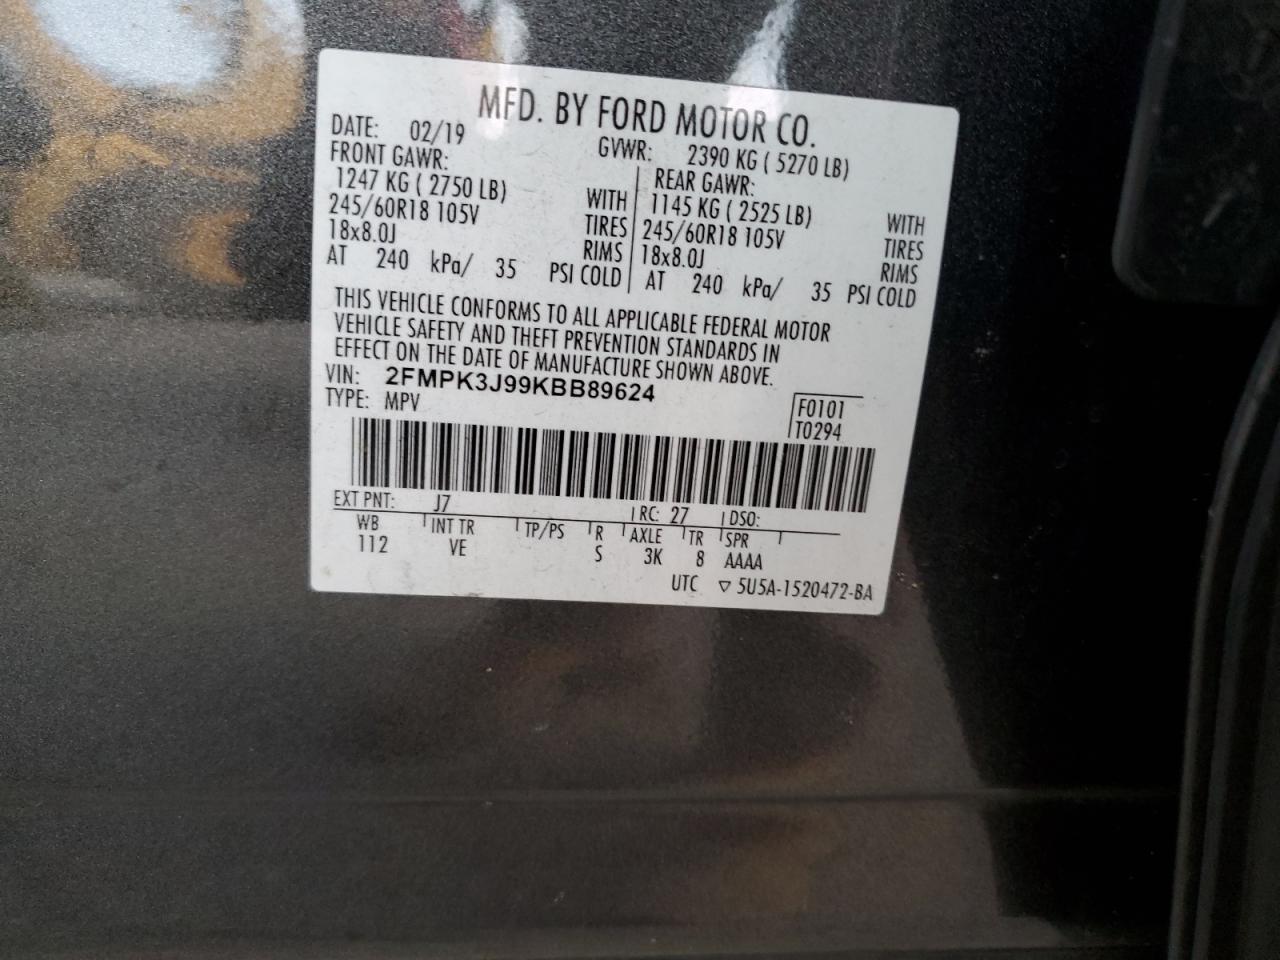 MFD. BY FORD MOTOR CO.
DATE: 02/19 GVWR: 2390 KG ( 5270 LB)
FRONT GAWR: REAR GAWR:
1247 KG ( 2750 LB) WITH 1145 KG ( 2525 LB) WITH
245/60R18 105V TIRES 245/60R18 105V TIRES
18x8.0J RIMS 18x8.0J RIMS
AT 240 kPa/ 35 PSI COLD AT 240 kPa/ 35 PSI COLD
THIS VEHICLE CONFORMS TO ALL APPLICABLE FEDERAL MOTOR
VEHICLE SAFETY AND THEFT PREVENTION STANDARDS IN
EFFECT ON THE DATE OF MANUFACTURE SHOWN ABOVE.
VIN: 2FMPK3J99KBB89624
TYPE: MPV F0101
T0294
EXT PNT: J7 RC: 27 DSO:
WB INT TR TP/PS R AXLE TR SPR
112 VE S 3K 8 AAAA
UTC ▽ 5U5A-1520472-BA